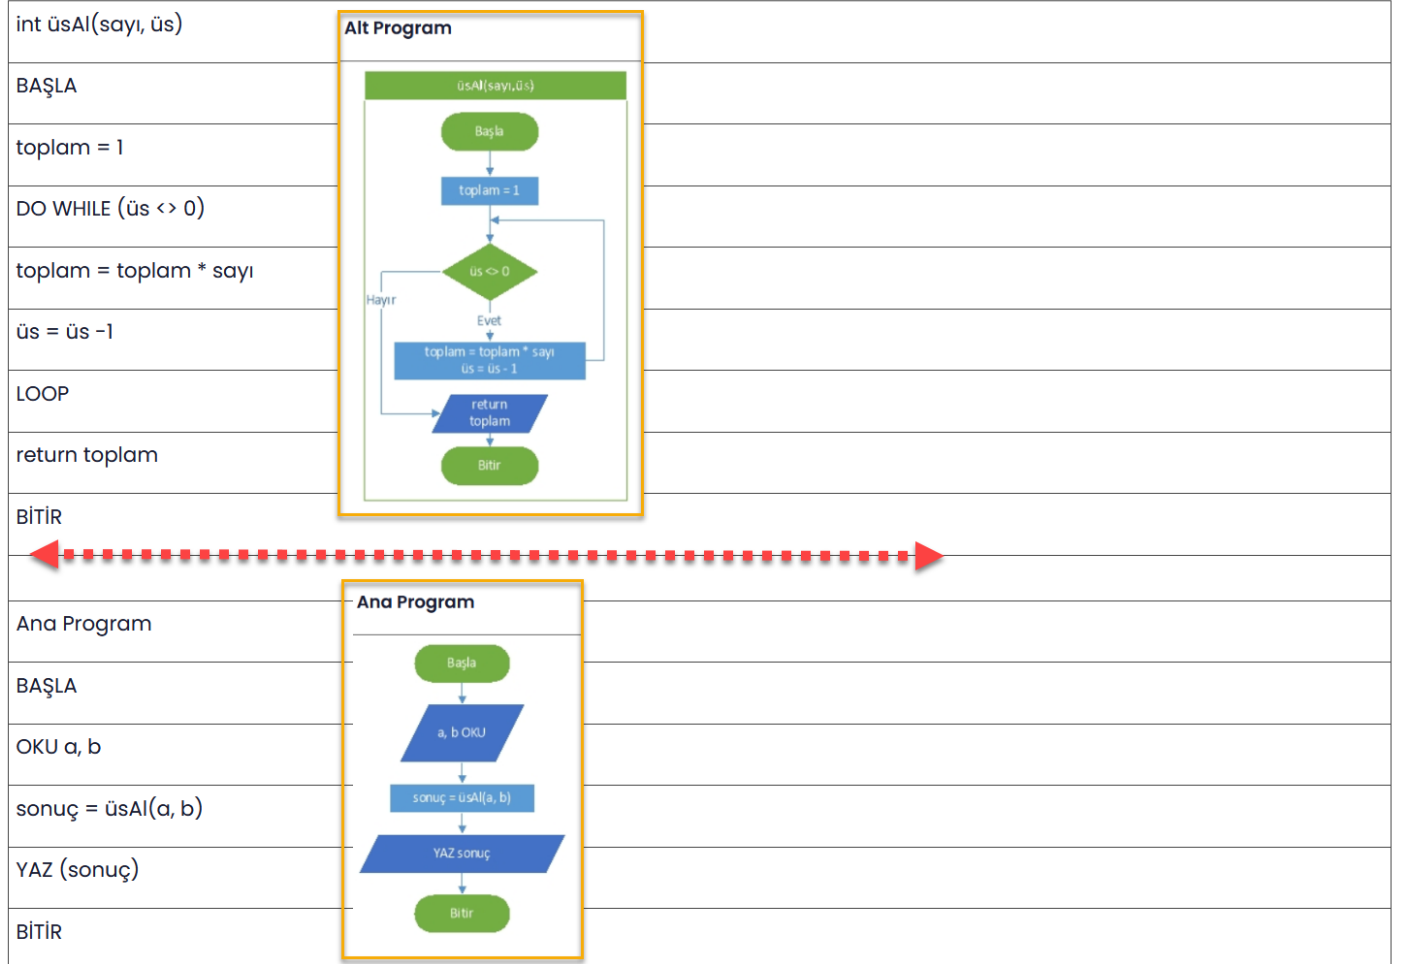 int üsAl(sayı, üs)
BAŞLA
toplam = 1
DO WHILE (üs <> 0)
toplam = toplam * sayı
üs = üs -1
LOOP
return toplam
BİTİR
Alt Program
üsAl(sayı,üs)
Başla
toplam = 1
üs <> 0
Hayır
Evet
toplam = toplam * sayı
üs = üs - 1
return
toplam
Bitir
Ana Program
BAŞLA
OKU a, b
sonuç = üsAl(a, b)
YAZ (sonuç)
BİTİR
Ana Program
Başla
a, b OKU
sonuç = üsAl(a, b)
YAZ sonuç
Bitir